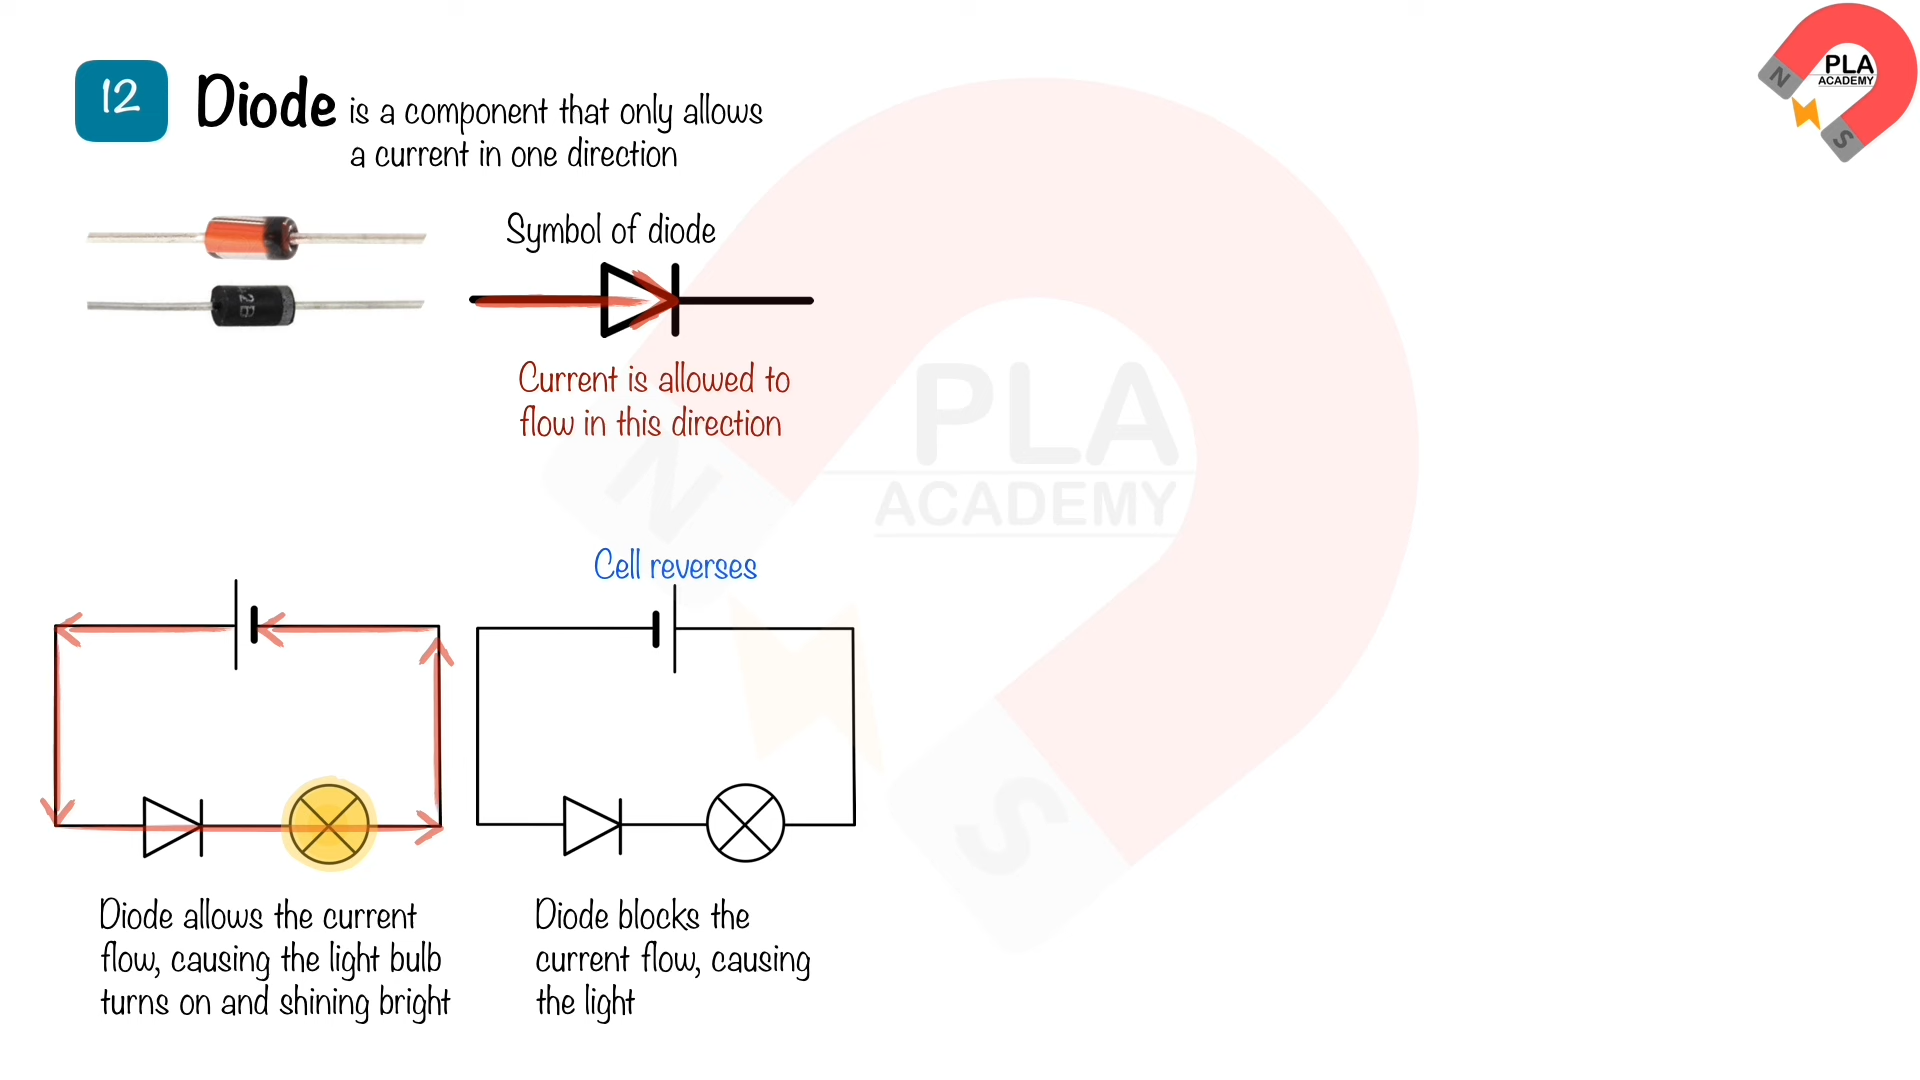 12
Diode is a component that only allows
a current in one direction
N
PLA
ACADEMY
S
Symbol of diode
42B
Current is allowed to
flow in this direction
PLA
ACADEMY
N
S
Cell reverses
Diode allows the current
flow, causing the light bulb
turns on and shining bright
Diode blocks the
current flow, causing
the light